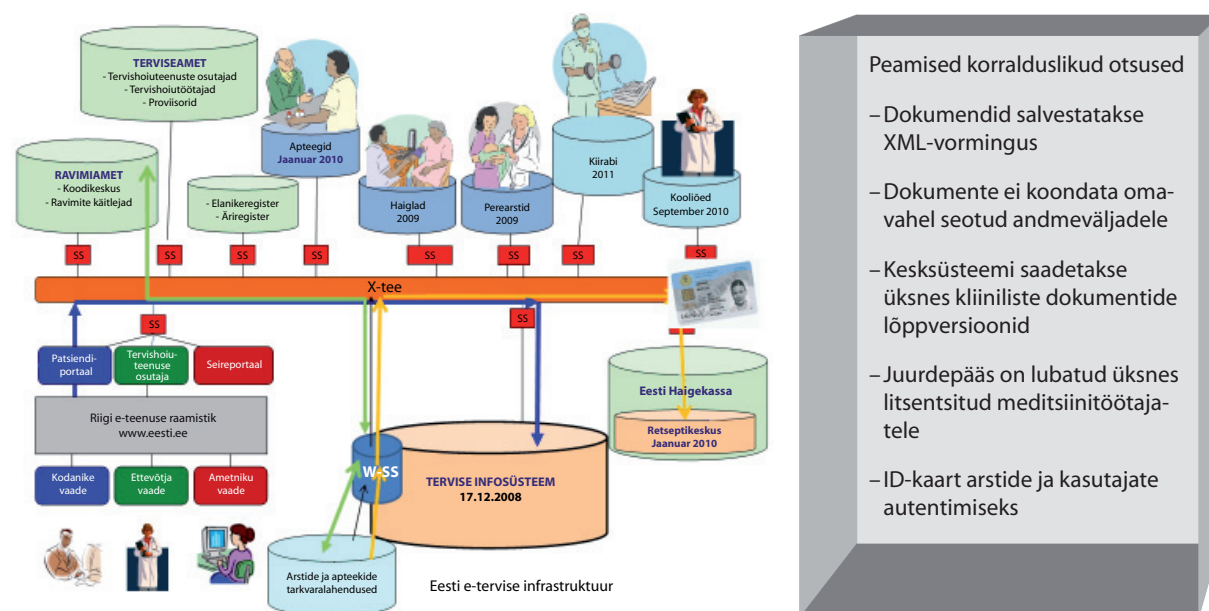 TERVISEAMET
- Tervishoiuteenuste osutajad
- Tervishoiutöötajad
- Proviisorid
RAVIMIAMET
- Koodikeskus
- Ravimite käitlejad
- Elanikeregister
- Äriregister
Apteegid
Jaanuar 2010
Haiglad
2009
Perearstid
2009
Kiirabi
2011
Kooliõed
September 2010
SS
SS
SS
SS
SS
SS
SS
SS
X-tee
SS
SS
Patsiendi-
portaal
Tervishoiu-
teenuse
osutaja
Seireportaal
Riigi e-teenuse raamistik
www.eesti.ee
Kodanike
vaade
Ettevõtja
vaade
Ametniku
vaade
W-SS
TERVISE INFOSÜSTEEM
17.12.2008
Eesti Haigekassa
Retseptikeskus
Jaanuar 2010
Arstide ja apteekide
tarkvaralahendused
Eesti e-tervise infrastruktuur
Peamised korralduslikud otsused
– Dokumendid salvestatakse
XML-vormingus
– Dokumente ei koondata oma-
vahel seotud andmeväljadele
– Kesksüsteemi saadetakse
üksnes kliiniliste dokumentide
lõppversioonid
– Juurdepääs on lubatud üksnes
litsentsitud meditsiinitöötaja-
tele
– ID-kaart arstide ja kasutajate
autentimiseks